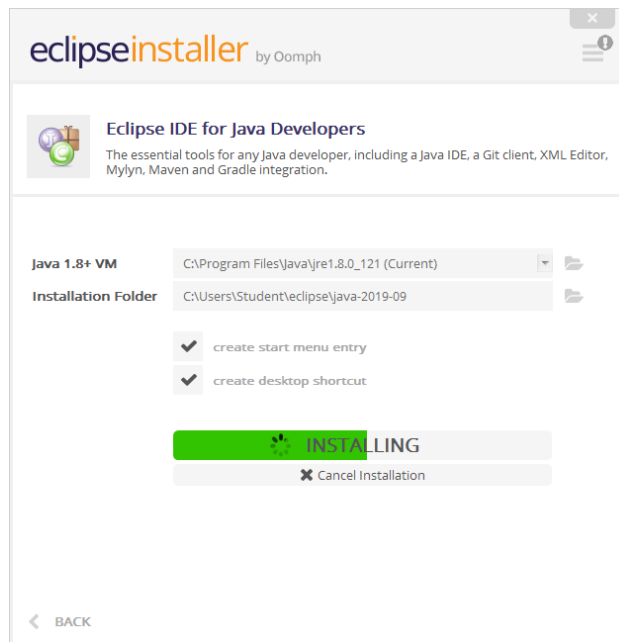 eclipseinstaller by Oomph
Eclipse IDE for Java Developers
The essential tools for any Java developer, including a Java IDE, a Git client, XML Editor,
Mylyn, Maven and Gradle integration.
Java 1.8+ VM C:\Program Files\Java\jre1.8.0_121 (Current)
Installation Folder C:\Users\Student\eclipse\java-2019-09
create start menu entry
create desktop shortcut
INSTALLING
Cancel Installation
BACK